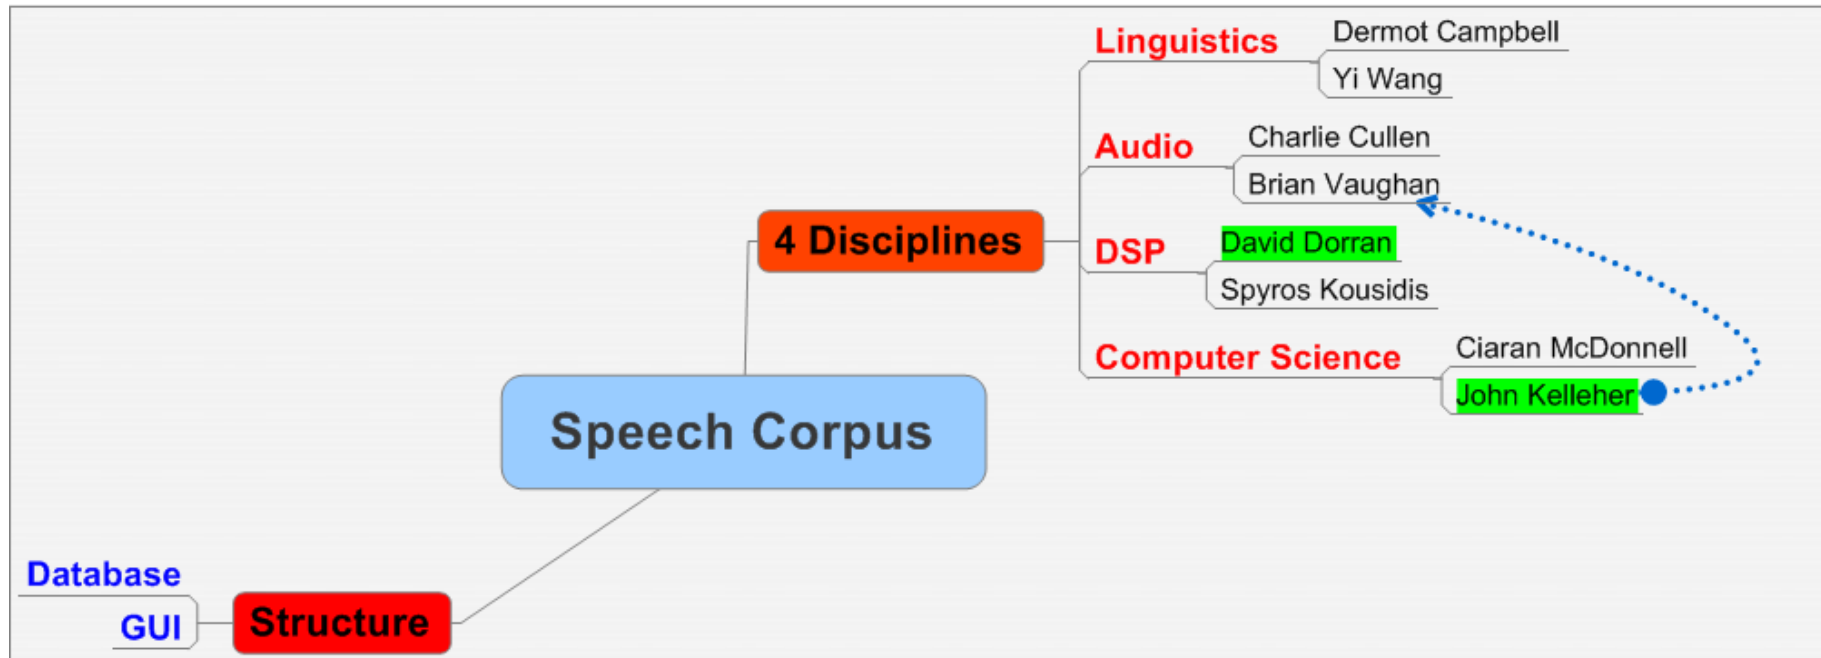 Linguistics
Dermot Campbell
Yi Wang
Audio
Charlie Cullen
Brian Vaughan
4 Disciplines
DSP
David Dorran
Spyros Kousidis
Computer Science
Ciaran McDonnell
John Kelleher
Speech Corpus
Database
GUI
Structure